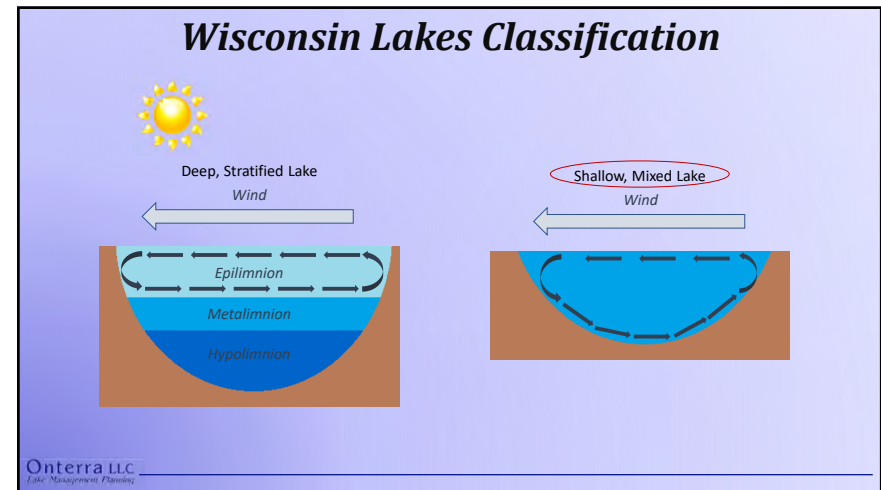 Wisconsin Lakes Classification
Deep, Stratified Lake
Wind
Epilimnion
Metalimnion
Hypolimnion
Shallow, Mixed Lake
Wind
Onterra LLC
Lake Management Planning